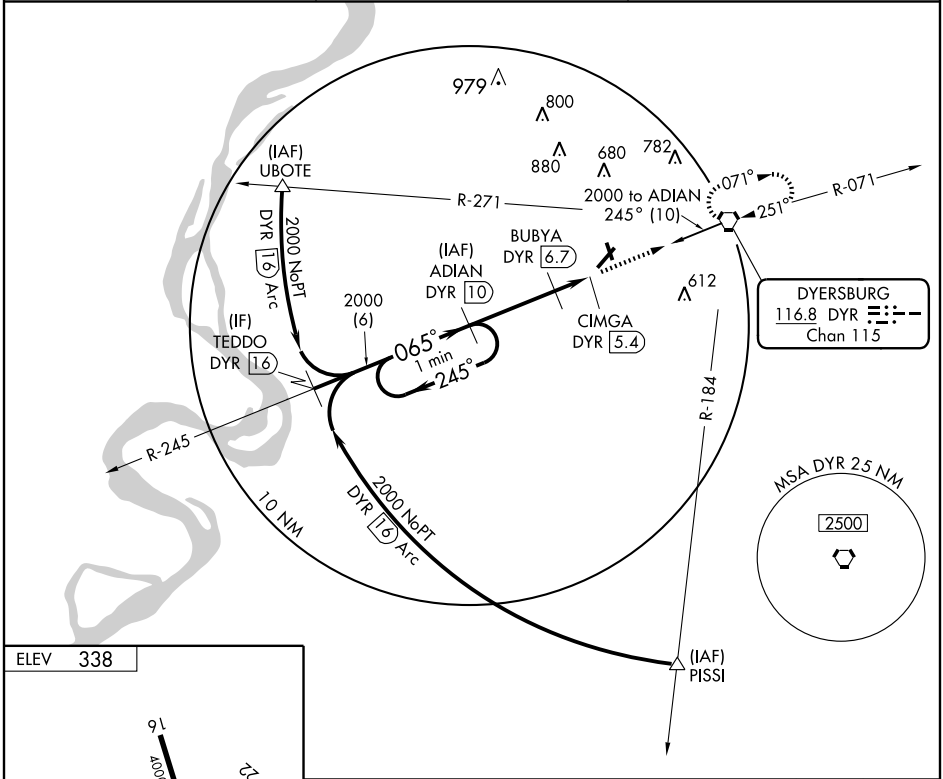 979
800
880
680
782
(IAF)
UBOTE
R-271
2000 to ADIAN
245° (10)
071°
251°
R-071
2000 NoPT
DYR 16 Arc
(IAF)
ADIAN
DYR 10
BUBYA
DYR 6.7
612
DYERSBURG
116.8 DYR
Chan 115
2000
(6)
(IF)
TEDDO
DYR 16
065°
1 min
245°
CIMGA
DYR 5.4
R-184
R-245
10 NM
2000 NoPT
DYR 16 Arc
MSA DYR 25 NM
2500
(IAF)
PISSI
ELEV 338
16
4000
22